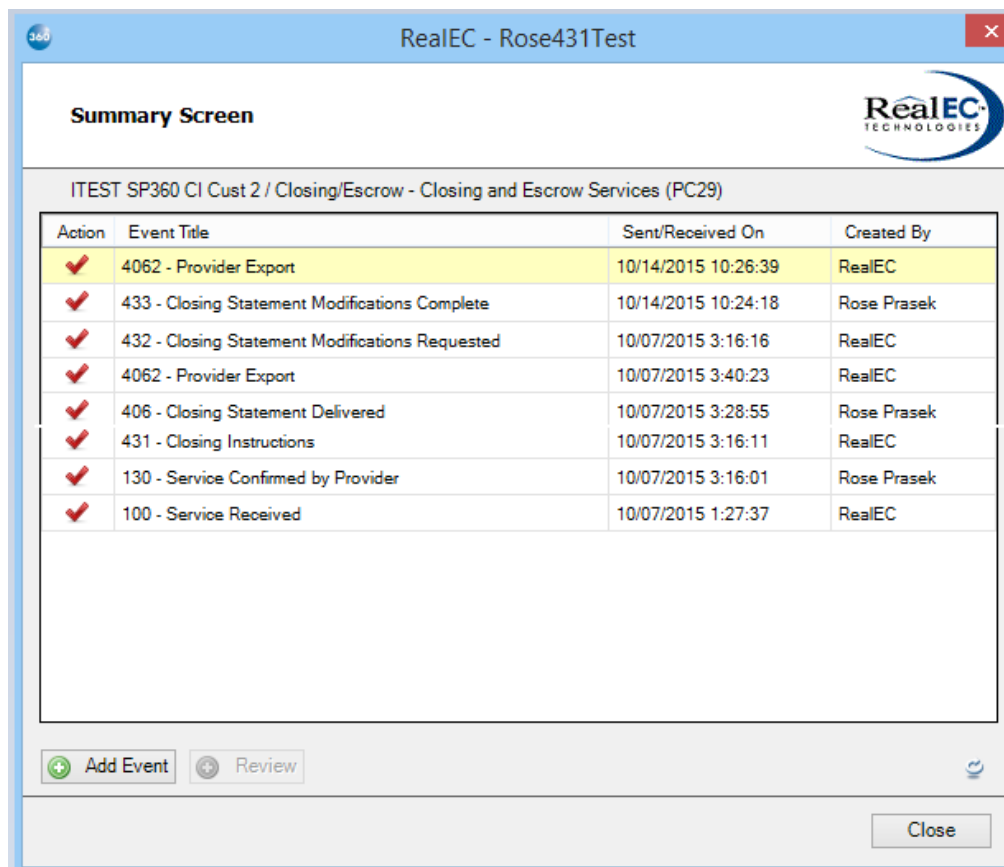 360 RealEC - Rose431Test ×
Summary Screen
RealEC
TECHNOLOGIES
ITEST SP360 CI Cust 2 / Closing/Escrow - Closing and Escrow Services (PC29)
Action Event Title Sent/Received On Created By
4062 - Provider Export 10/14/2015 10:26:39 RealEC
433 - Closing Statement Modifications Complete 10/14/2015 10:24:18 Rose Prasek
432 - Closing Statement Modifications Requested 10/07/2015 3:16:16 RealEC
4062 - Provider Export 10/07/2015 3:40:23 RealEC
406 - Closing Statement Delivered 10/07/2015 3:28:55 Rose Prasek
431 - Closing Instructions 10/07/2015 3:16:11 RealEC
130 - Service Confirmed by Provider 10/07/2015 3:16:01 Rose Prasek
100 - Service Received 10/07/2015 1:27:37 RealEC
Add Event Review
Close